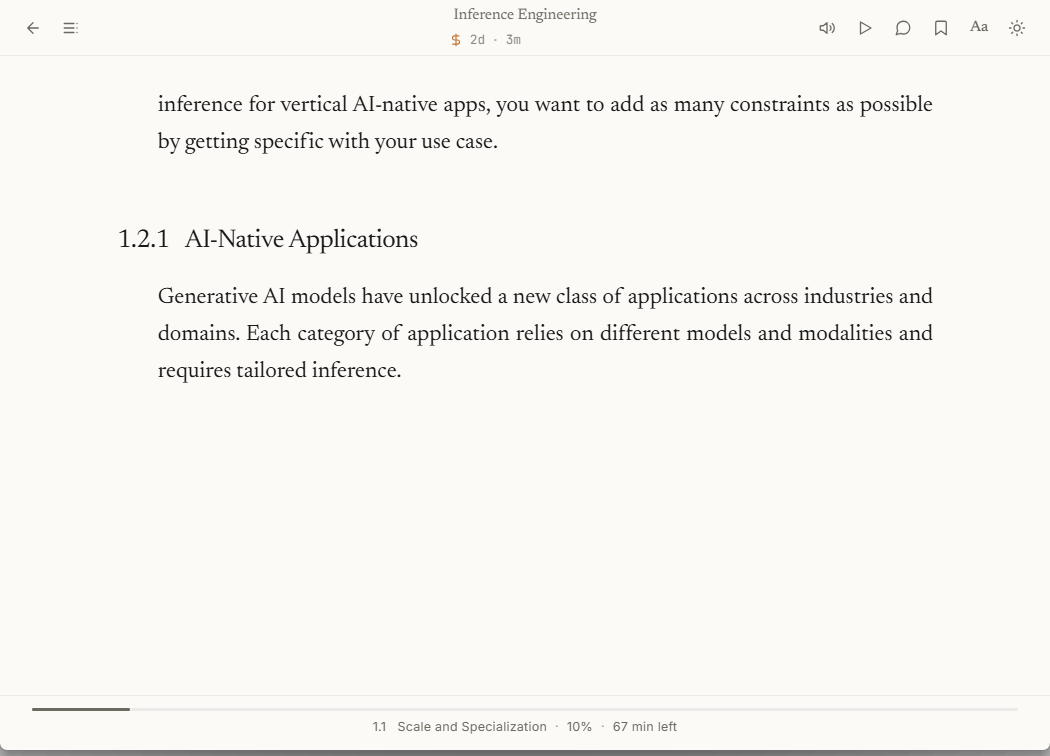 Inference Engineering
$ 2d · 3m
Aa
inference for vertical AI-native apps, you want to add as many constraints as possible
by getting specific with your use case.
1.2.1 AI-Native Applications
Generative AI models have unlocked a new class of applications across industries and
domains. Each category of application relies on different models and modalities and
requires tailored inference.
1.1 Scale and Specialization · 10% · 67 min left